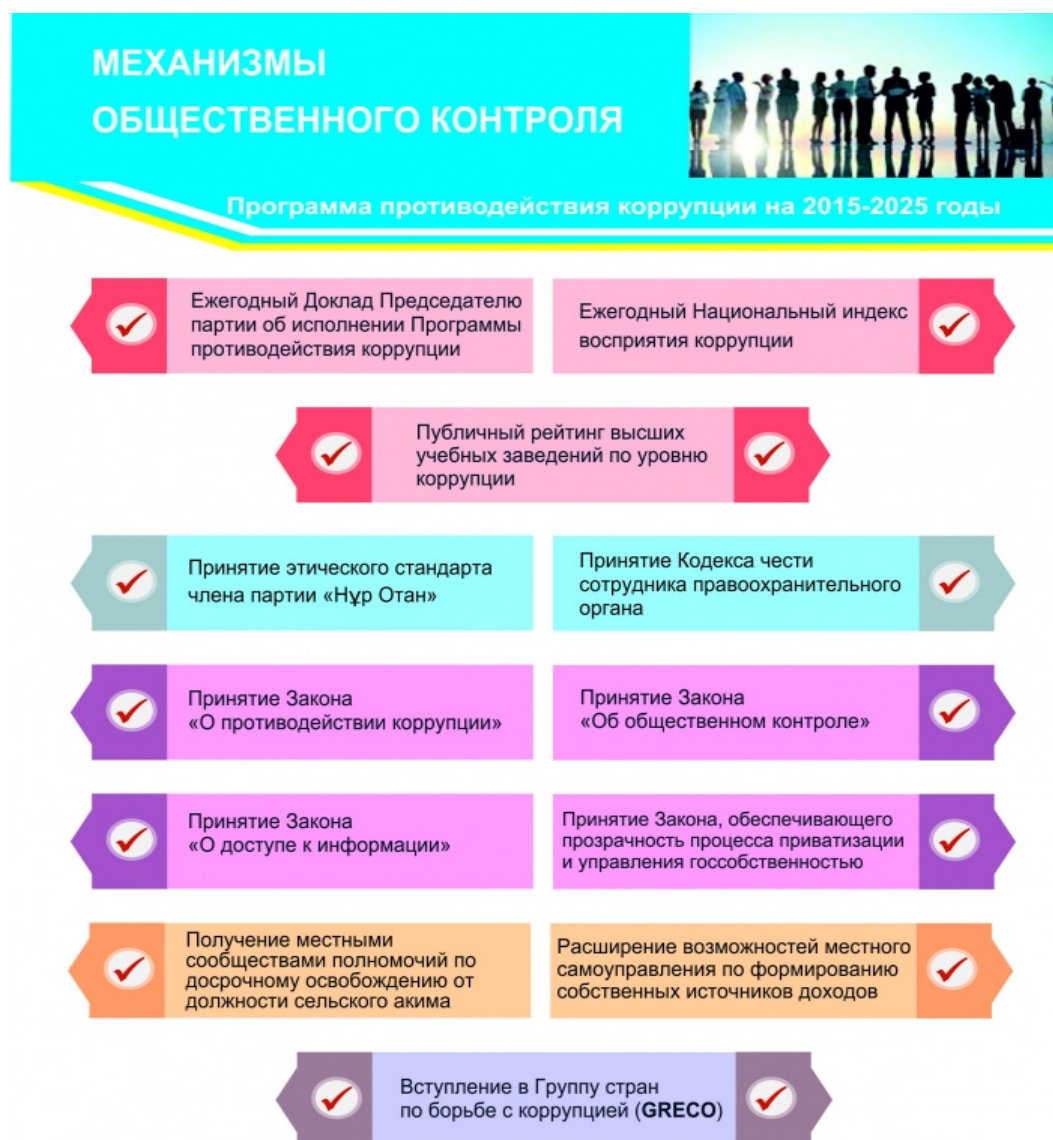 МЕХАНИЗМЫ
ОБЩЕСТВЕННОГО КОНТРОЛЯ
Программа противодействия коррупции на 2015-2025 годы
Ежегодный Доклад Председателю
партии об исполнении Программы
противодействия коррупции
Ежегодный Национальный индекс
восприятия коррупции
Публичный рейтинг высших
учебных заведений по уровню
коррупции
Принятие этического стандарта
члена партии «Нұр Отан»
Принятие Кодекса чести
сотрудника правоохранительного
органа
Принятие Закона
«О противодействии коррупции»
Принятие Закона
«Об общественном контроле»
Принятие Закона
«О доступе к информации»
Принятие Закона, обеспечивающего
прозрачность процесса приватизации
и управления госсобственностью
Получение местными
сообществами полномочий по
досрочному освобождению от
должности сельского акима
Расширение возможностей местного
самоуправления по формированию
собственных источников доходов
Вступление в Группу стран
по борьбе с коррупцией (GRECO)